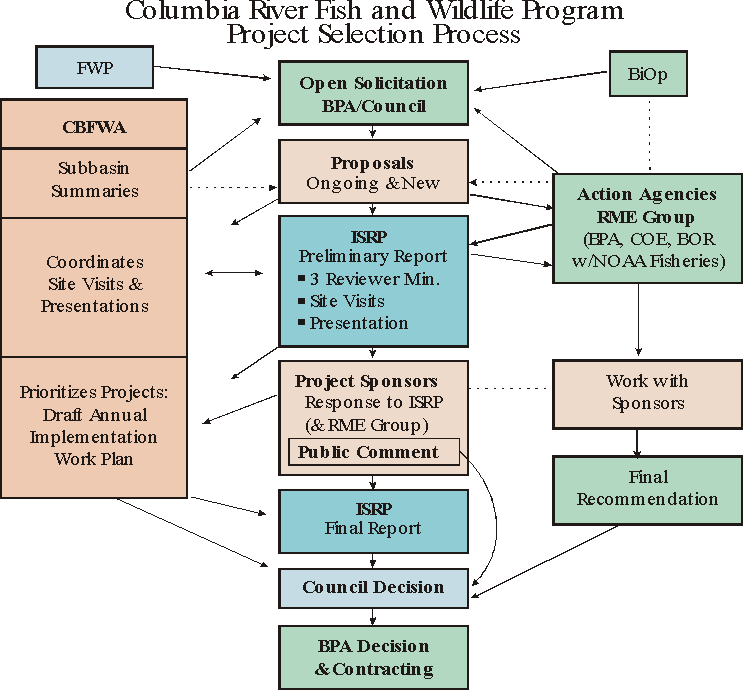 Columbia River Fish and Wildlife Program
Project Selection Process
FWP
BiOp
Open Solicitation
BPA/Council
CBFWA
Subbasin
Summaries
Coordinates
Site Visits &
Presentations
Prioritizes Projects:
Draft Annual
Implementation
Work Plan
Proposals
Ongoing & New
ISRP
Preliminary Report
▪ 3 Reviewer Min.
▪ Site Visits
▪ Presentation
Project Sponsors
Response to ISRP
(& RME Group)
Public Comment
ISRP
Final Report
Council Decision
BPA Decision
& Contracting
Action Agencies
RME Group
(BPA, COE, BOR
w/NOAA Fisheries)
Work with
Sponsors
Final
Recommendation